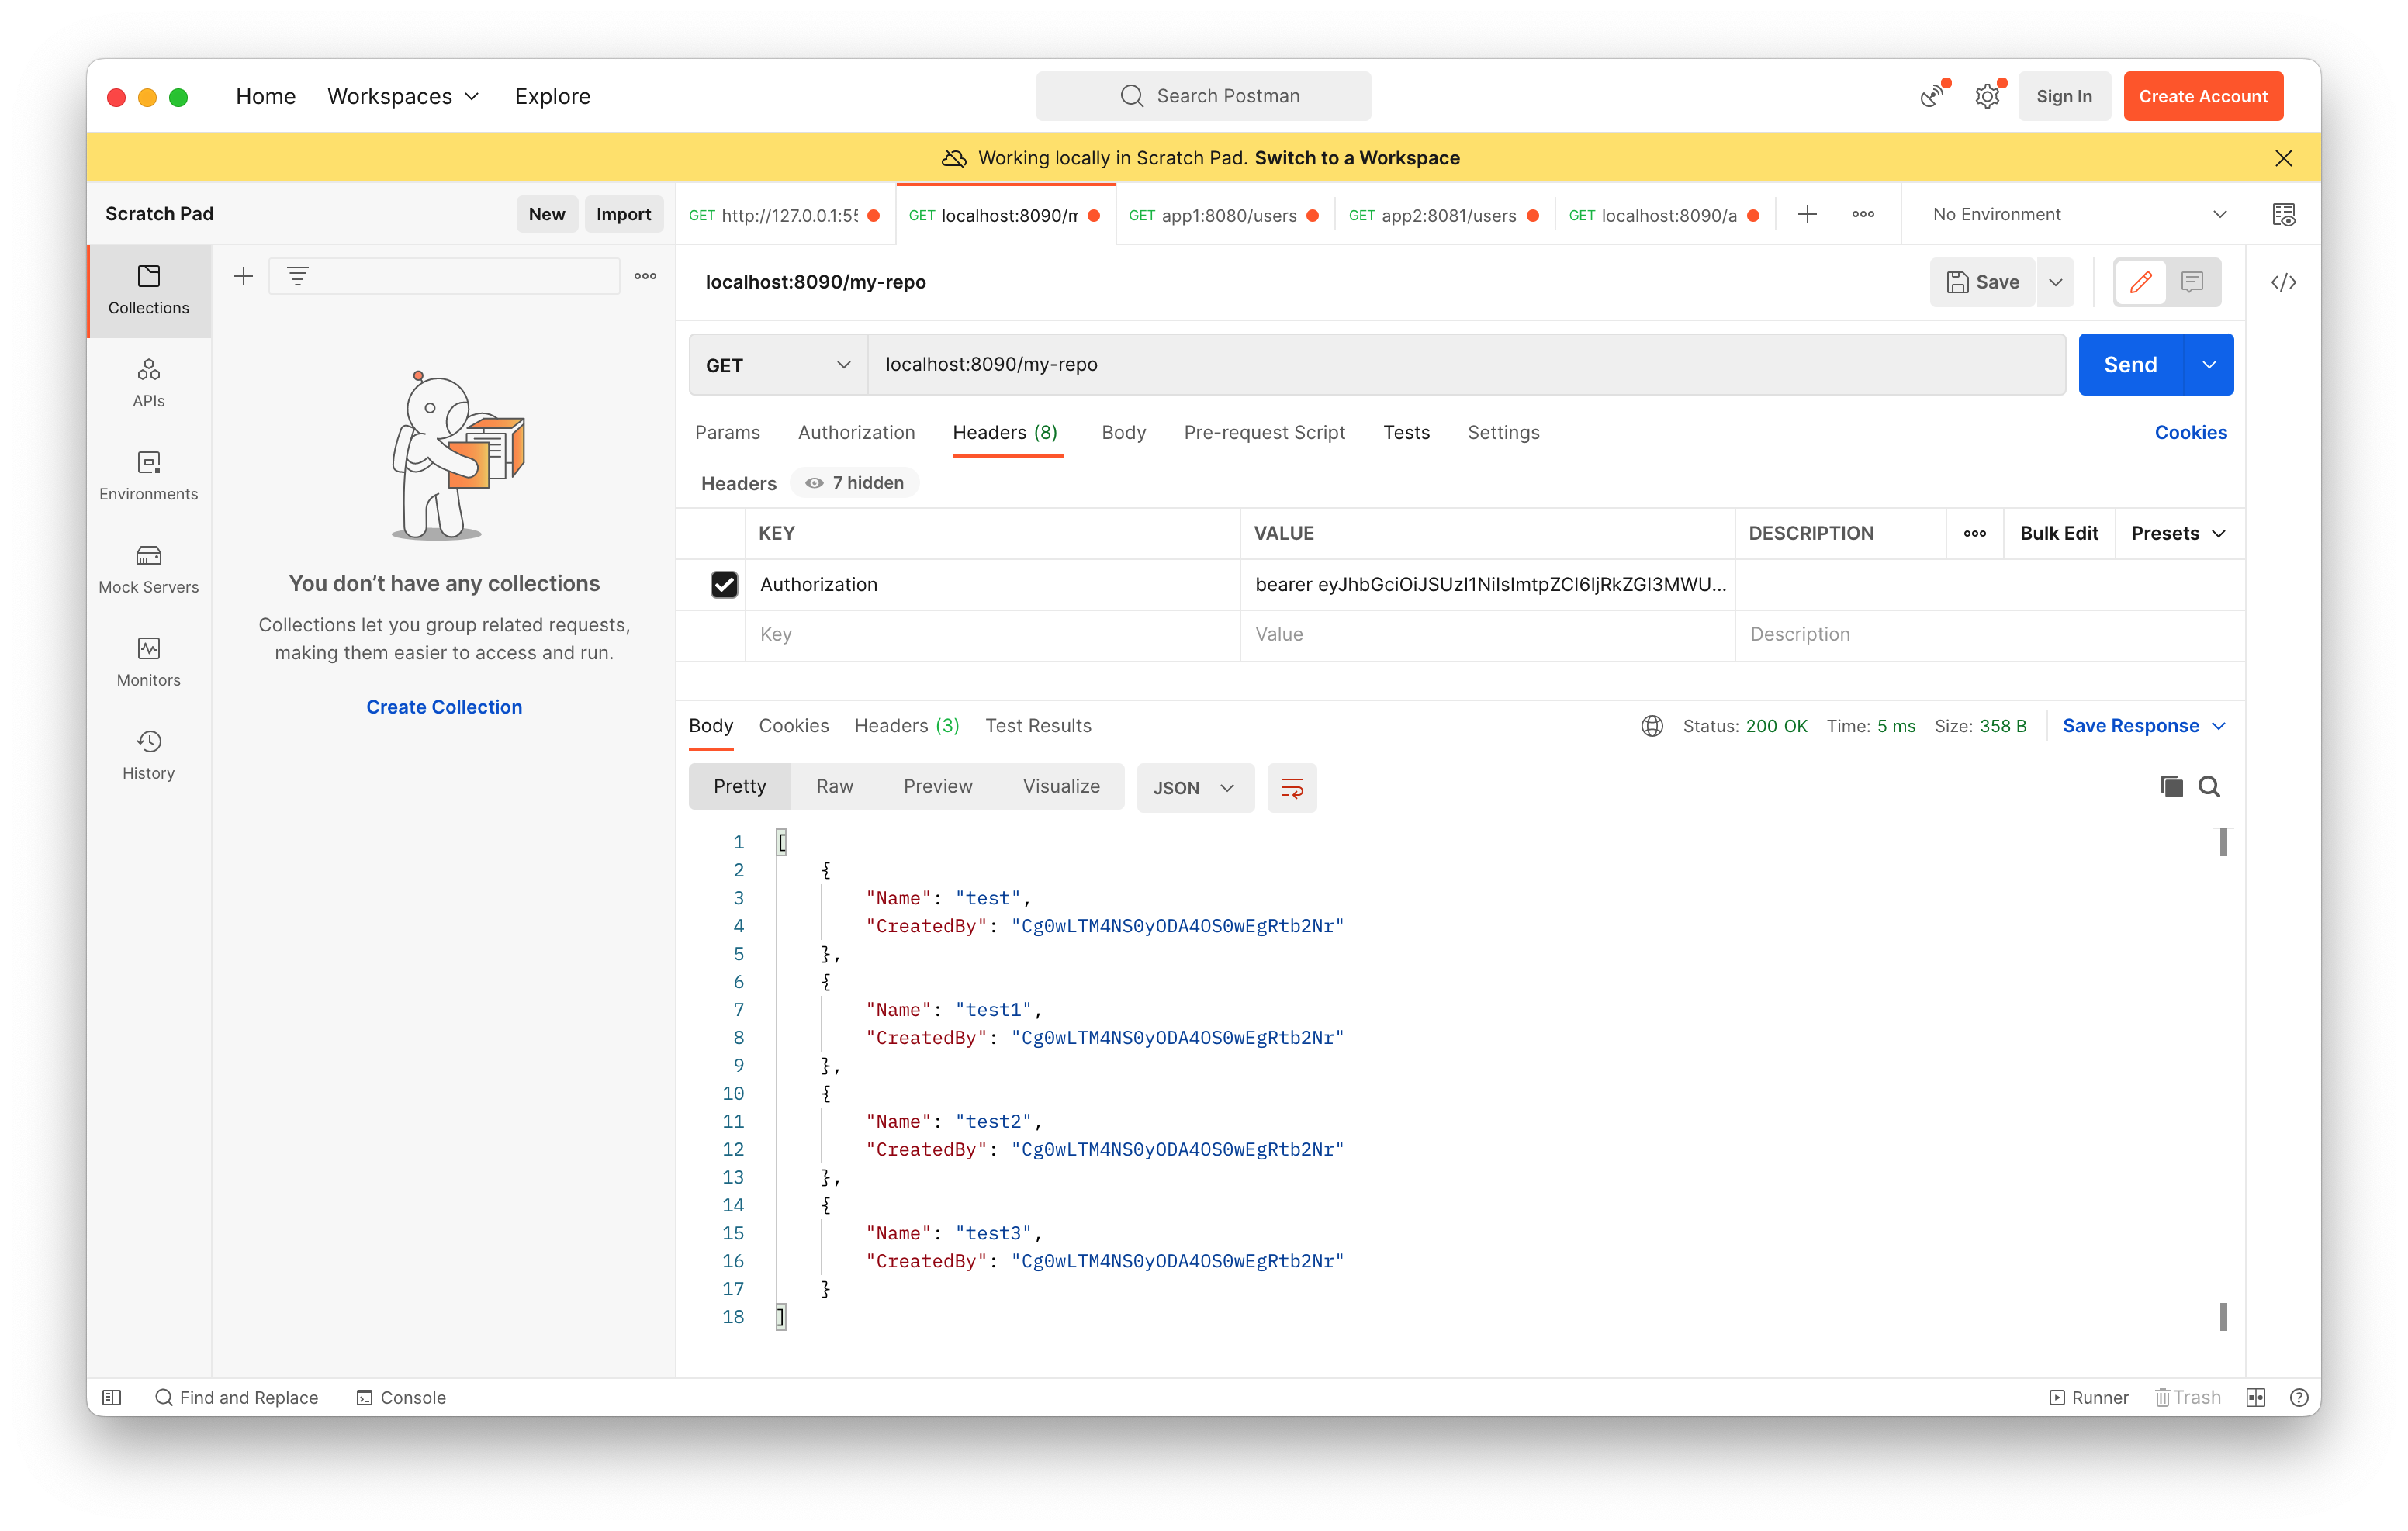 Home Workspaces Explore Search Postman Sign In Create Account
Working locally in Scratch Pad. Switch to a Workspace
Scratch Pad New Import GET http://127.0.0.1:55 GET localhost:8090/m GET app1:8080/users GET app2:8081/users GET localhost:8090/a No Environment
Collections
APIs
Environments
Mock Servers
Monitors
History
You don’t have any collections
Collections let you group related requests,
making them easier to access and run.
Create Collection
localhost:8090/my-repo Save
GET localhost:8090/my-repo Send
Params Authorization Headers (8) Body Pre-request Script Tests Settings Cookies
Headers 7 hidden
KEY VALUE DESCRIPTION Bulk Edit Presets
Authorization bearer eyJhbGciOiJSUzI1NiIsImtpZCI6IjRkZGI3MWU...
Key Value Description
Body Cookies Headers (3) Test Results Status: 200 OK Time: 5 ms Size: 358 B Save Response
Pretty Raw Preview Visualize JSON
1 [
2 {
3 "Name": "test",
4 "CreatedBy": "Cg0wLTM4NS0yODA4OS0wEgRtb2Nr"
5 },
6 {
7 "Name": "test1",
8 "CreatedBy": "Cg0wLTM4NS0yODA4OS0wEgRtb2Nr"
9 },
10 {
11 "Name": "test2",
12 "CreatedBy": "Cg0wLTM4NS0yODA4OS0wEgRtb2Nr"
13 },
14 {
15 "Name": "test3",
16 "CreatedBy": "Cg0wLTM4NS0yODA4OS0wEgRtb2Nr"
17 }
18 ]
Find and Replace Console Runner Trash